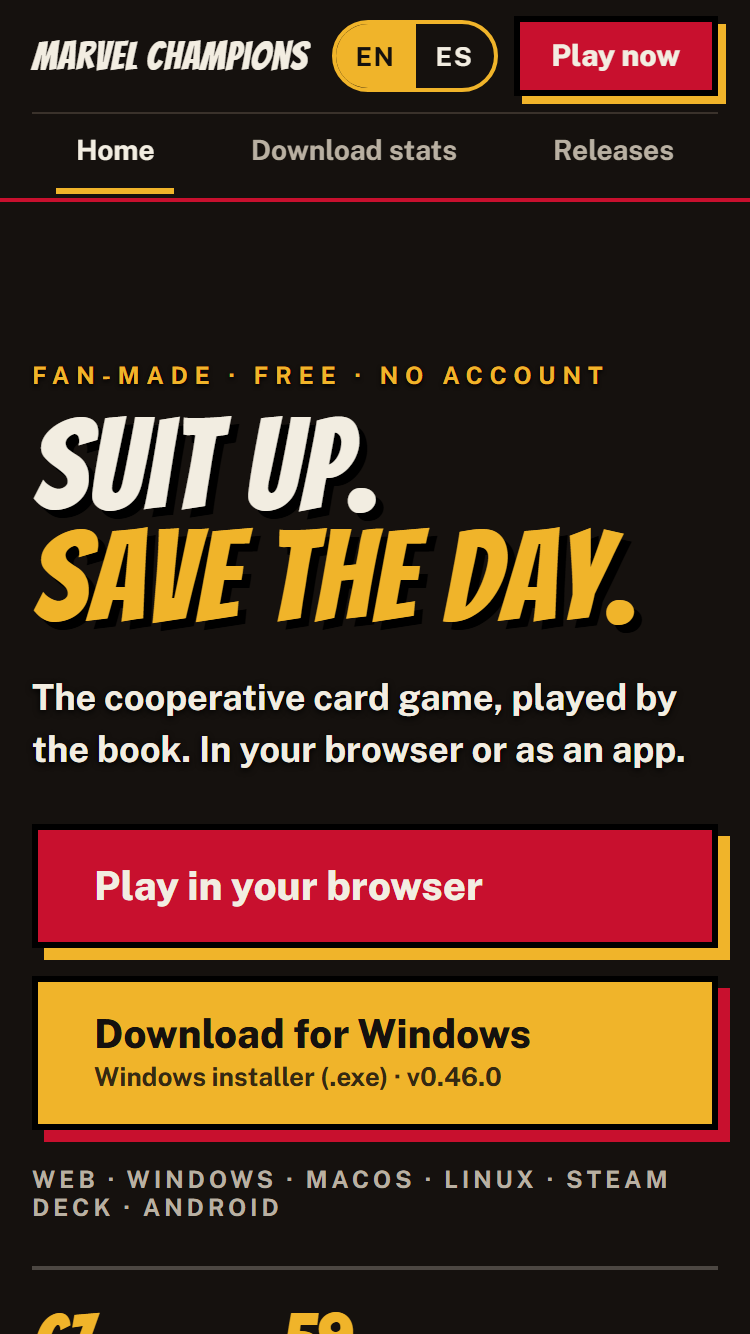 MARVEL CHAMPIONS
EN ES
Play now
Home Download stats Releases
FAN-MADE · FREE · NO ACCOUNT
SUIT UP.
SAVE THE DAY.
The cooperative card game, played by
the book. In your browser or as an app.
Play in your browser
Download for Windows
Windows installer (.exe) · v0.46.0
WEB · WINDOWS · MACOS · LINUX · STEAM
DECK · ANDROID